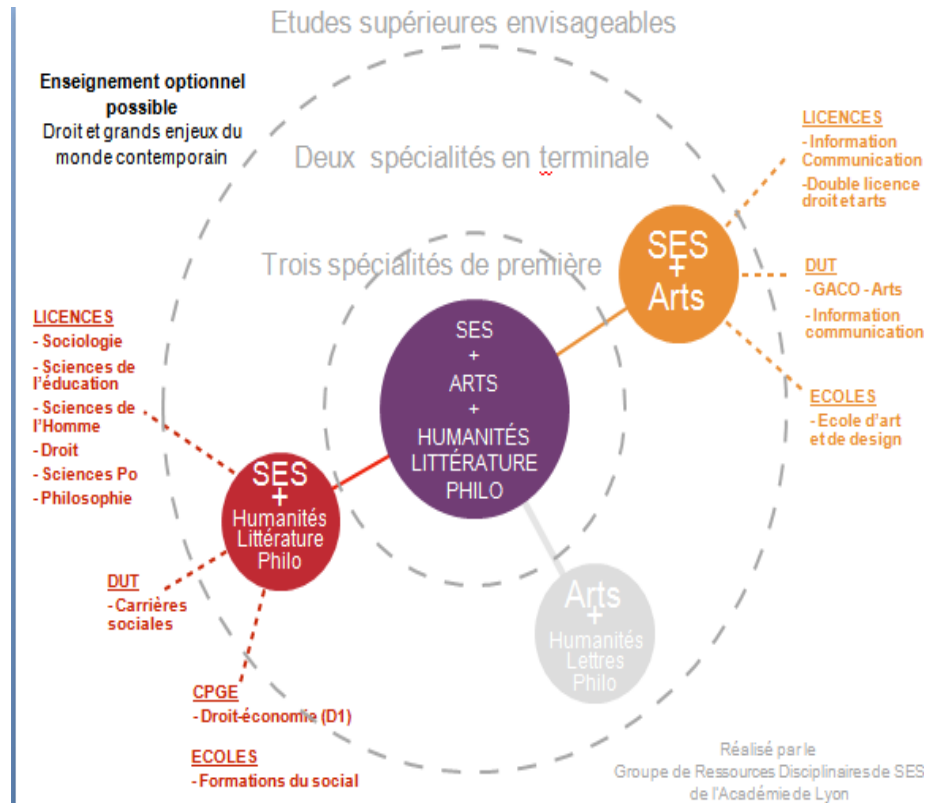 Etudes supérieures envisageables
Enseignement optionnel
possible
Droit et grands enjeux du
monde contemporain
Deux spécialités en terminale
Trois spécialités de première
LICENCES
- Information
Communication
-Double licence
droit et arts
SES
+
Arts
DUT
- GACO - Arts
- Information
communication
ECOLES
- Ecole d'art
et de design
SES
+
ARTS
+
HUMANITÉS
LITTÉRATURE
PHILO
LICENCES
- Sociologie
- Sciences de
l'éducation
- Sciences de
l'Homme
- Droit
- Sciences Po
- Philosophie
SES
+
Humanités
Littérature
Philo
DUT
- Carrières
sociales
CPGE
- Droit-économie (D1)
ECOLES
- Formations du social
Arts
+
Humanités
Lettres
Philo
Réalisé par le
Groupe de Ressources Disciplinaires de SES
de l'Académie de Lyon